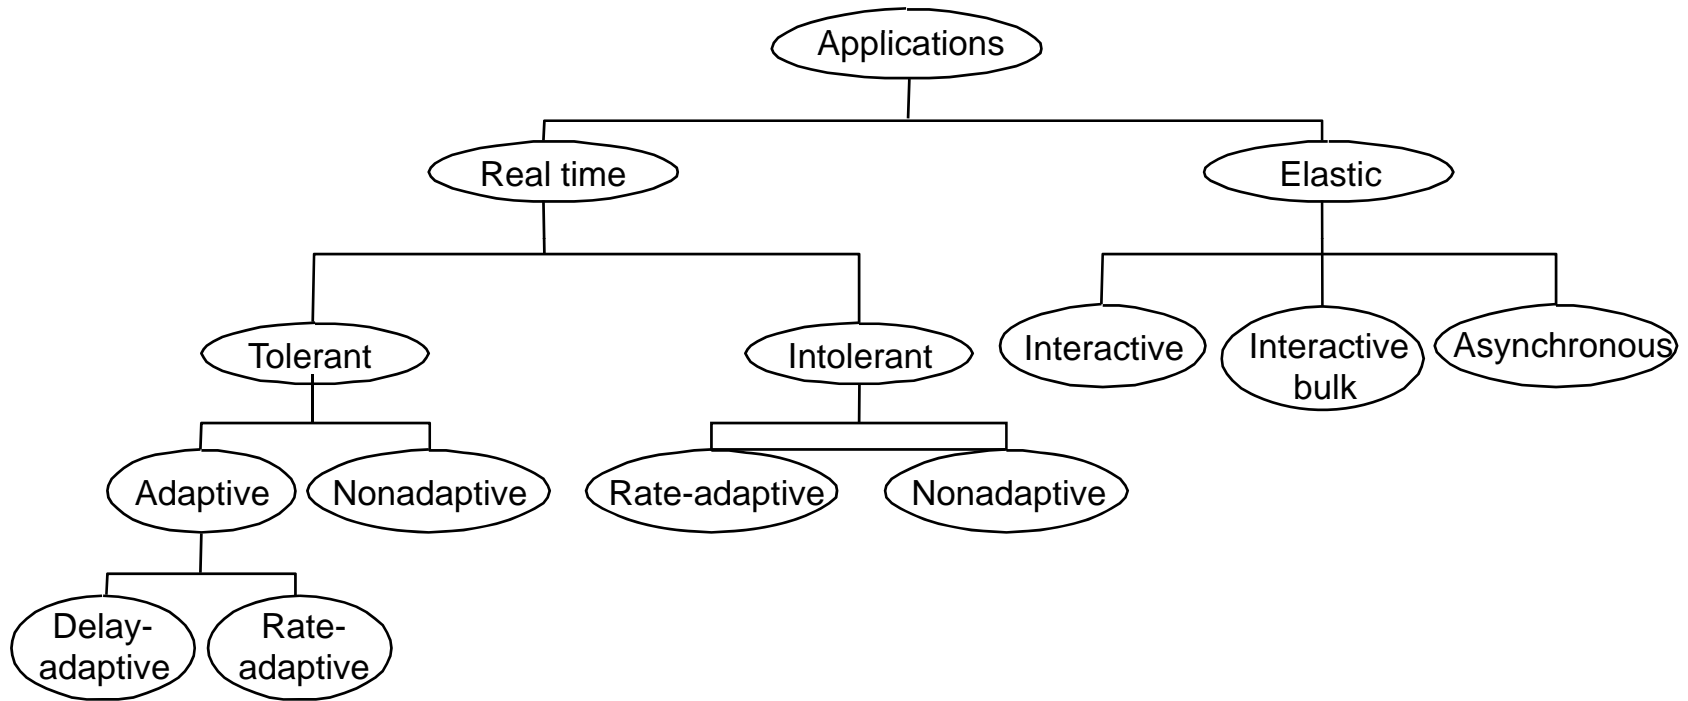 Applications
Real time
Elastic
Tolerant
Intolerant
Interactive
Interactive
bulk
Asynchronous
Adaptive
Nonadaptive
Rate-adaptive
Nonadaptive
Delay-
adaptive
Rate-
adaptive